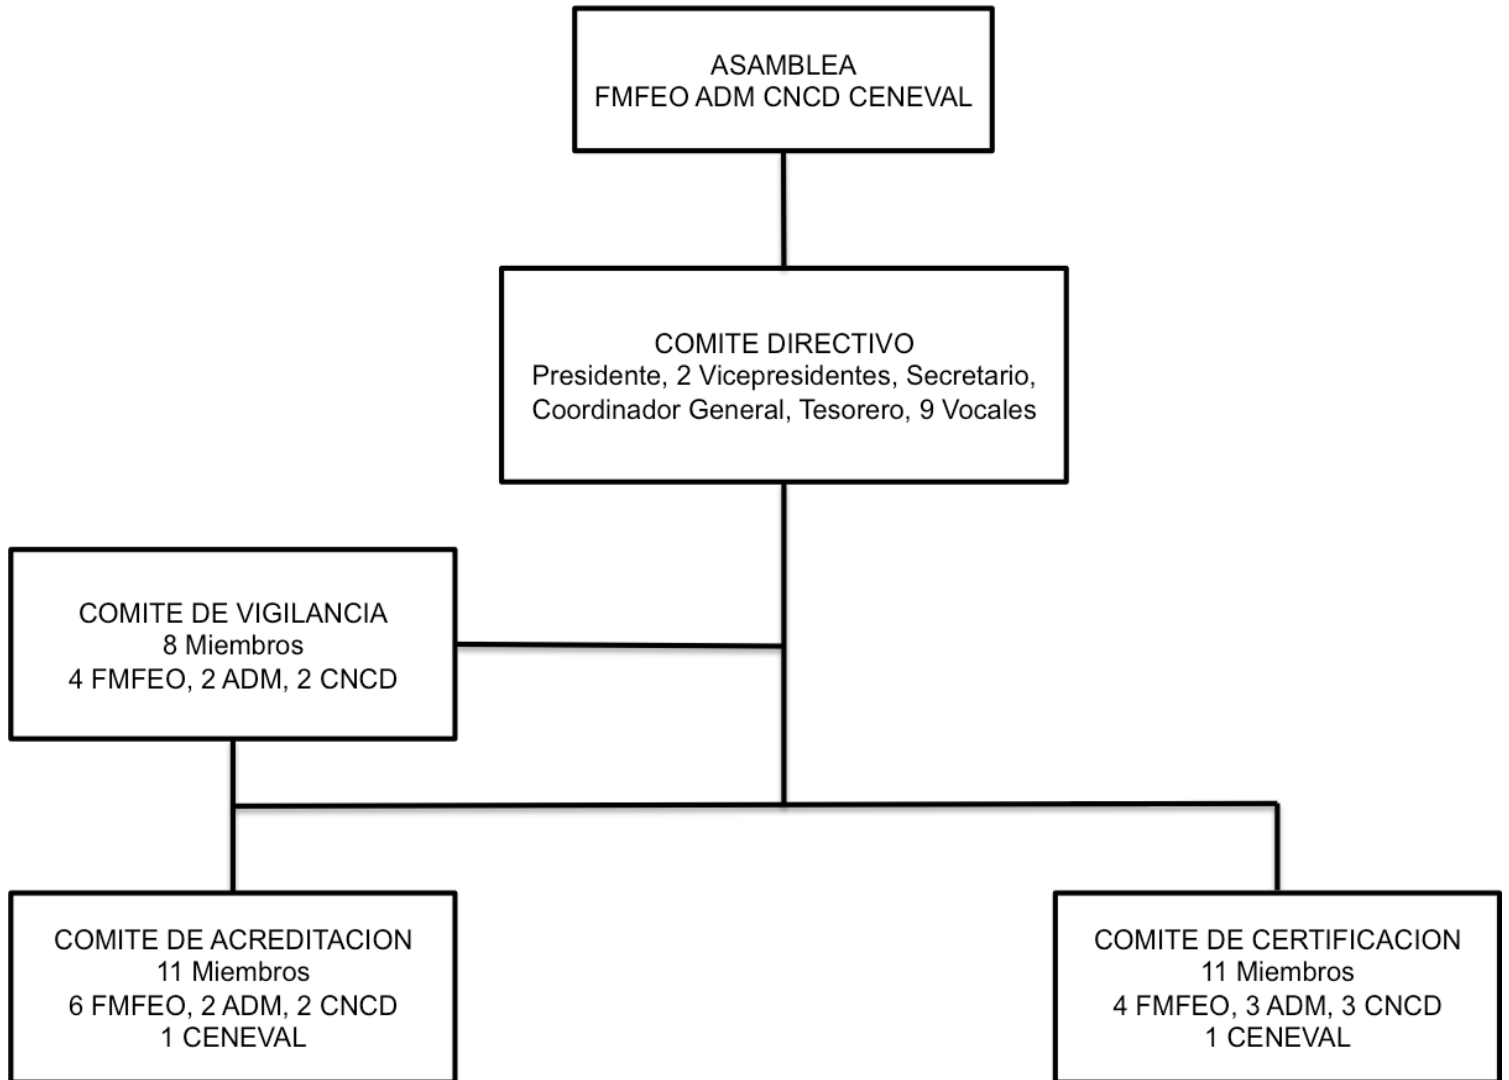 ASAMBLEA
FMFEO ADM CNCD CENEVAL
COMITE DIRECTIVO
Presidente, 2 Vicepresidentes, Secretario,
Coordinador General, Tesorero, 9 Vocales
COMITE DE VIGILANCIA
8 Miembros
4 FMFEO, 2 ADM, 2 CNCD
COMITE DE ACREDITACION
11 Miembros
6 FMFEO, 2 ADM, 2 CNCD
1 CENEVAL
COMITE DE CERTIFICACION
11 Miembros
4 FMFEO, 3 ADM, 3 CNCD
1 CENEVAL